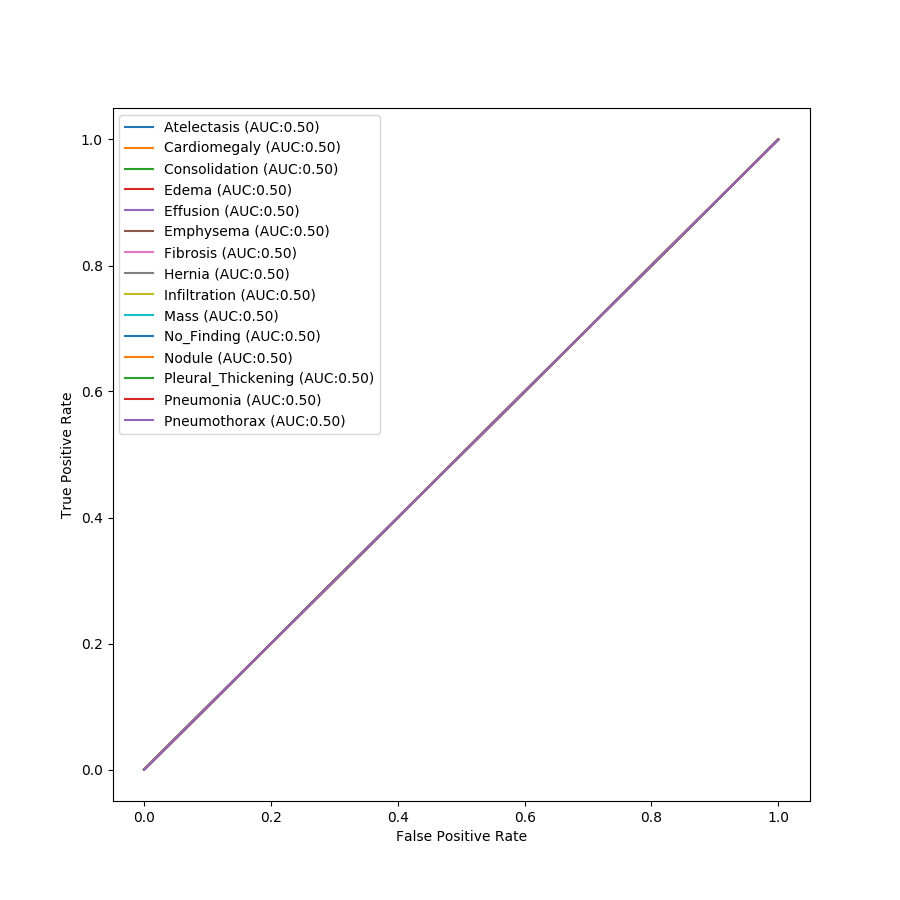 Atelectasis (AUC:0.50)
Cardiomegaly (AUC:0.50)
Consolidation (AUC:0.50)
Edema (AUC:0.50)
Effusion (AUC:0.50)
Emphysema (AUC:0.50)
Fibrosis (AUC:0.50)
Hernia (AUC:0.50)
Infiltration (AUC:0.50)
Mass (AUC:0.50)
No_Finding (AUC:0.50)
Nodule (AUC:0.50)
Pleural_Thickening (AUC:0.50)
Pneumonia (AUC:0.50)
Pneumothorax (AUC:0.50)
True Positive Rate
1.0
0.8
0.6
0.4
0.2
0.0
0.0 0.2 0.4 0.6 0.8 1.0
False Positive Rate